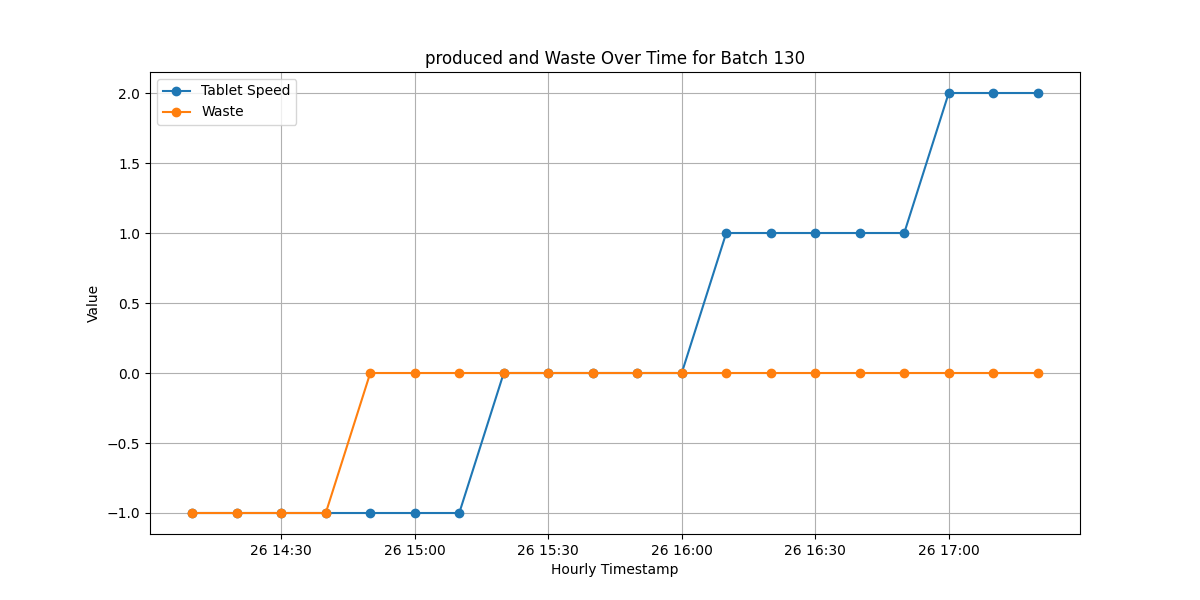 produced and Waste Over Time for Batch 130
Tablet Speed
Waste
2.0
1.5
1.0
0.5
0.0
−0.5
−1.0
Value
26 14:30 26 15:00 26 15:30 26 16:00 26 16:30 26 17:00
Hourly Timestamp